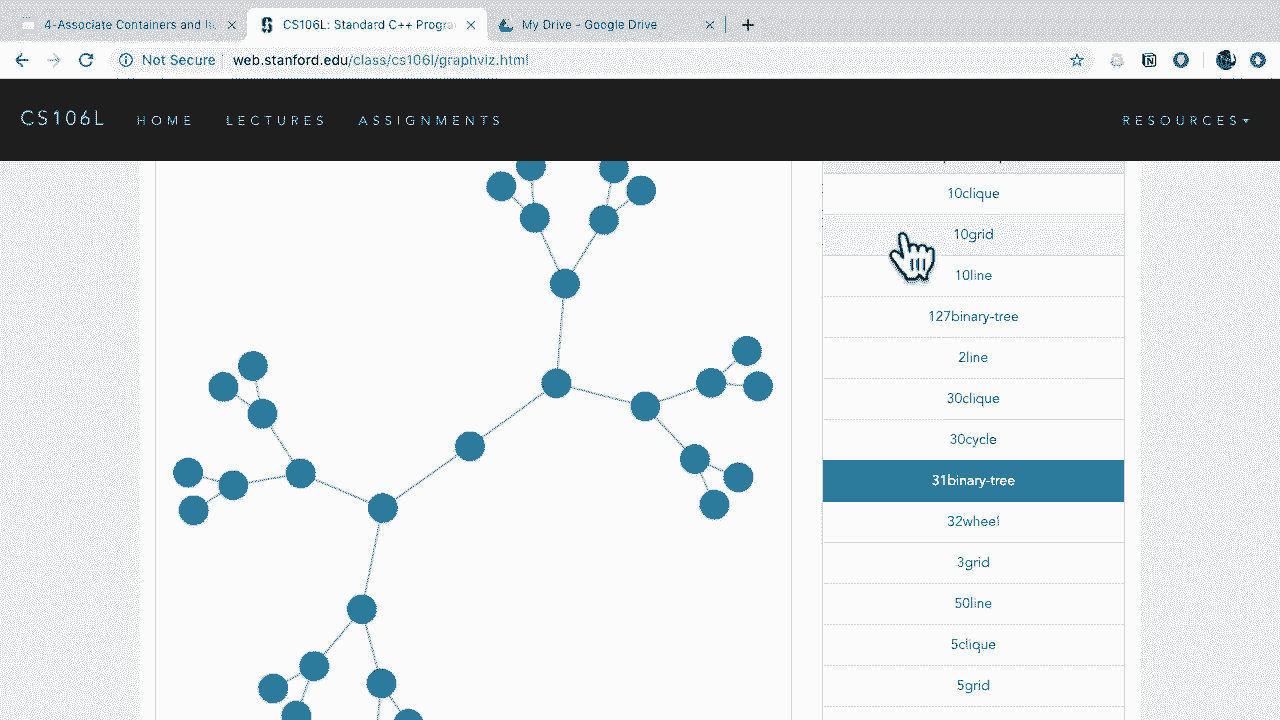 4-Associate Containers and
CS106L: Standard C++ Progra
My Drive - Google Drive
Not Secure
web.stanford.edu/class/cs106l/graphviz.html
CS106L
HOME
LECTURES
ASSIGNMENTS
RESOURCES
10clique
10grid
10line
127binary-tree
2line
30clique
30cycle
31binary-tree
32wheel
3grid
50line
5clique
5grid